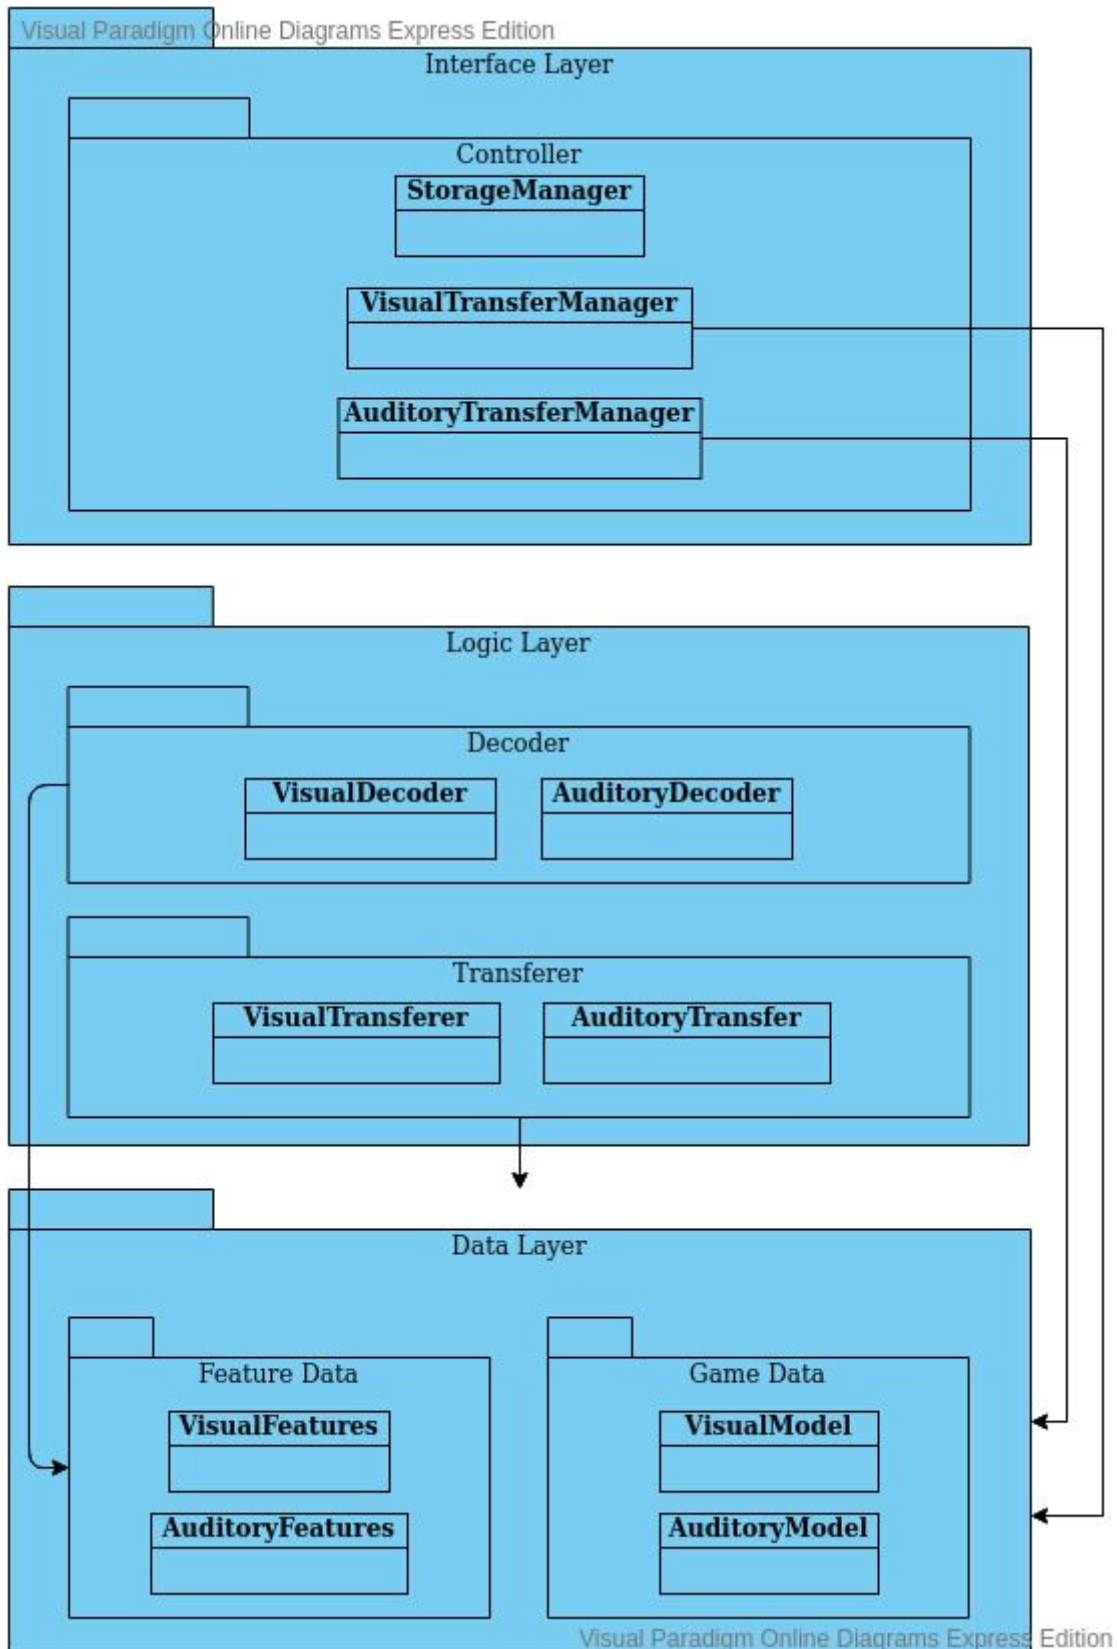 Visual Paradigm Online Diagrams Express Edition
Interface Layer
Controller
StorageManager
VisualTransferManager
AuditoryTransferManager
Logic Layer
Decoder
VisualDecoder AuditoryDecoder
Transferer
VisualTransferer AuditoryTransfer
Data Layer
Feature Data Game Data
VisualFeatures VisualModel
AuditoryFeatures AuditoryModel
Visual Paradigm Online Diagrams Express Edition